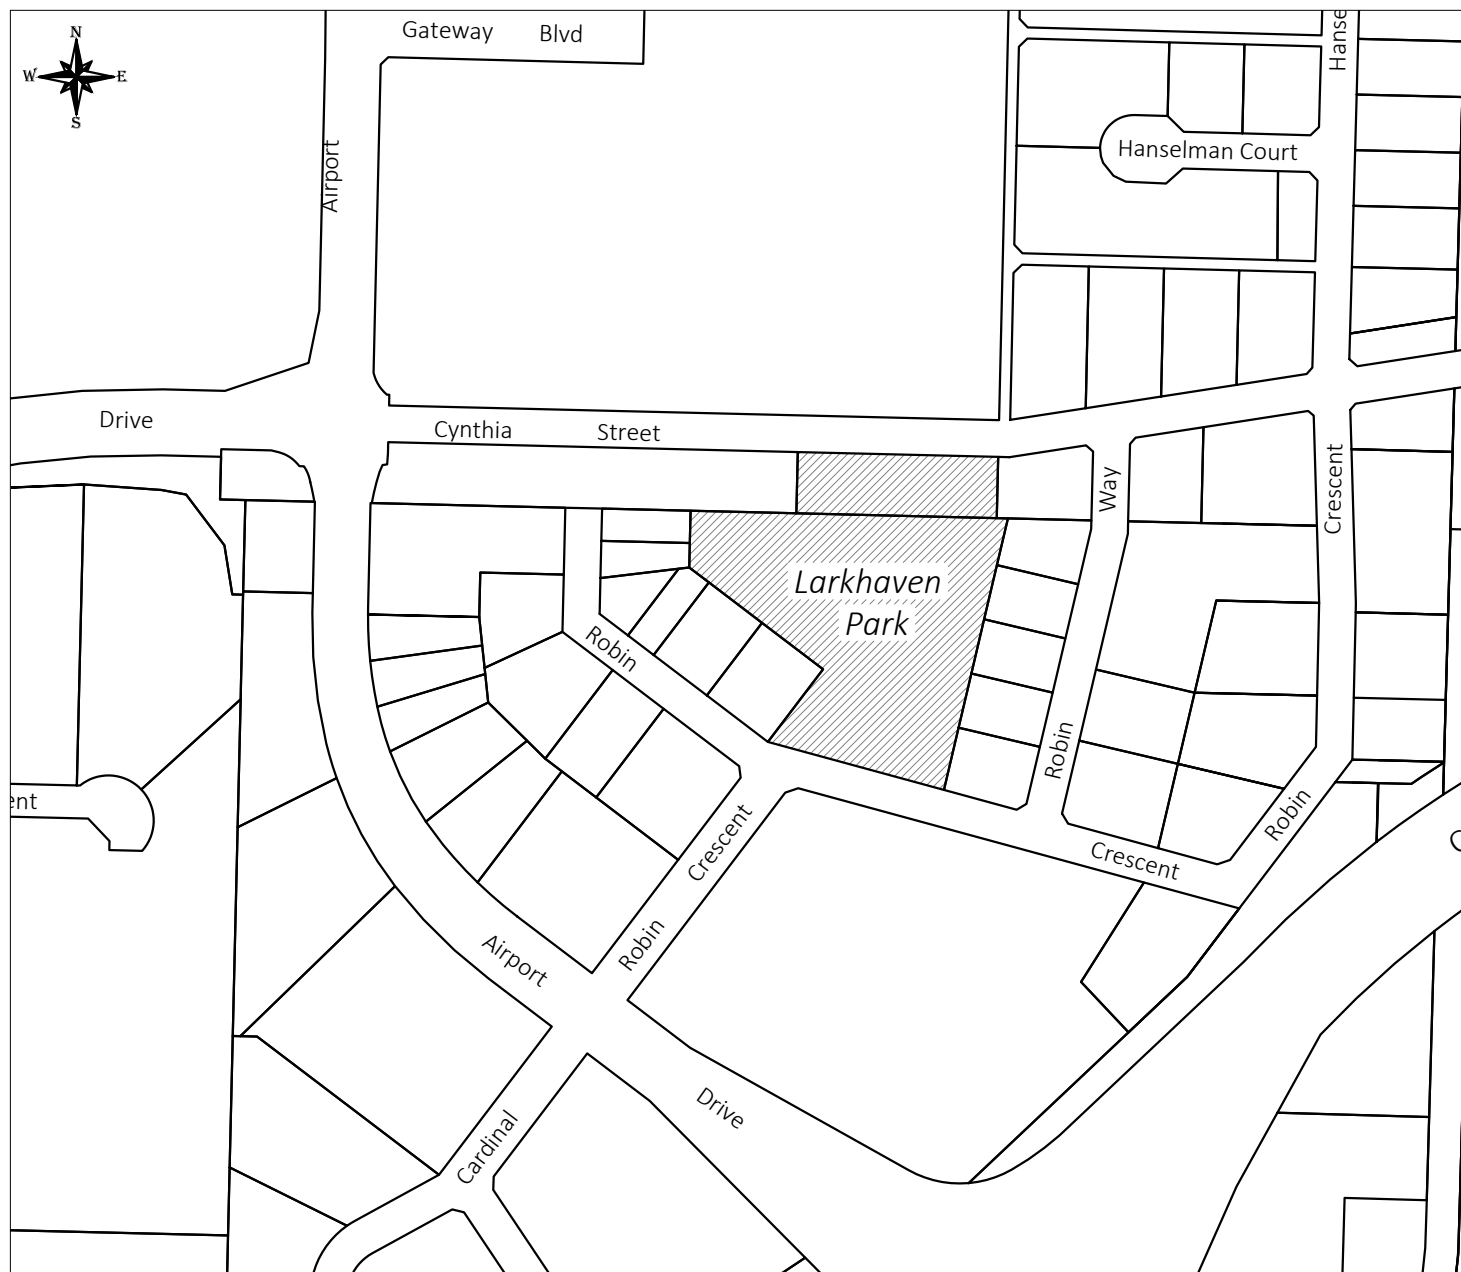 Gateway Blvd
N
W E
S
Hanse
Airport
Hanselman Court
Drive
Cynthia Street
Way
Crescent
Larkhaven
Park
Robin
Robin
ent
Robin
Crescent
Crescent
Robin
Airport
Drive
Cardinal